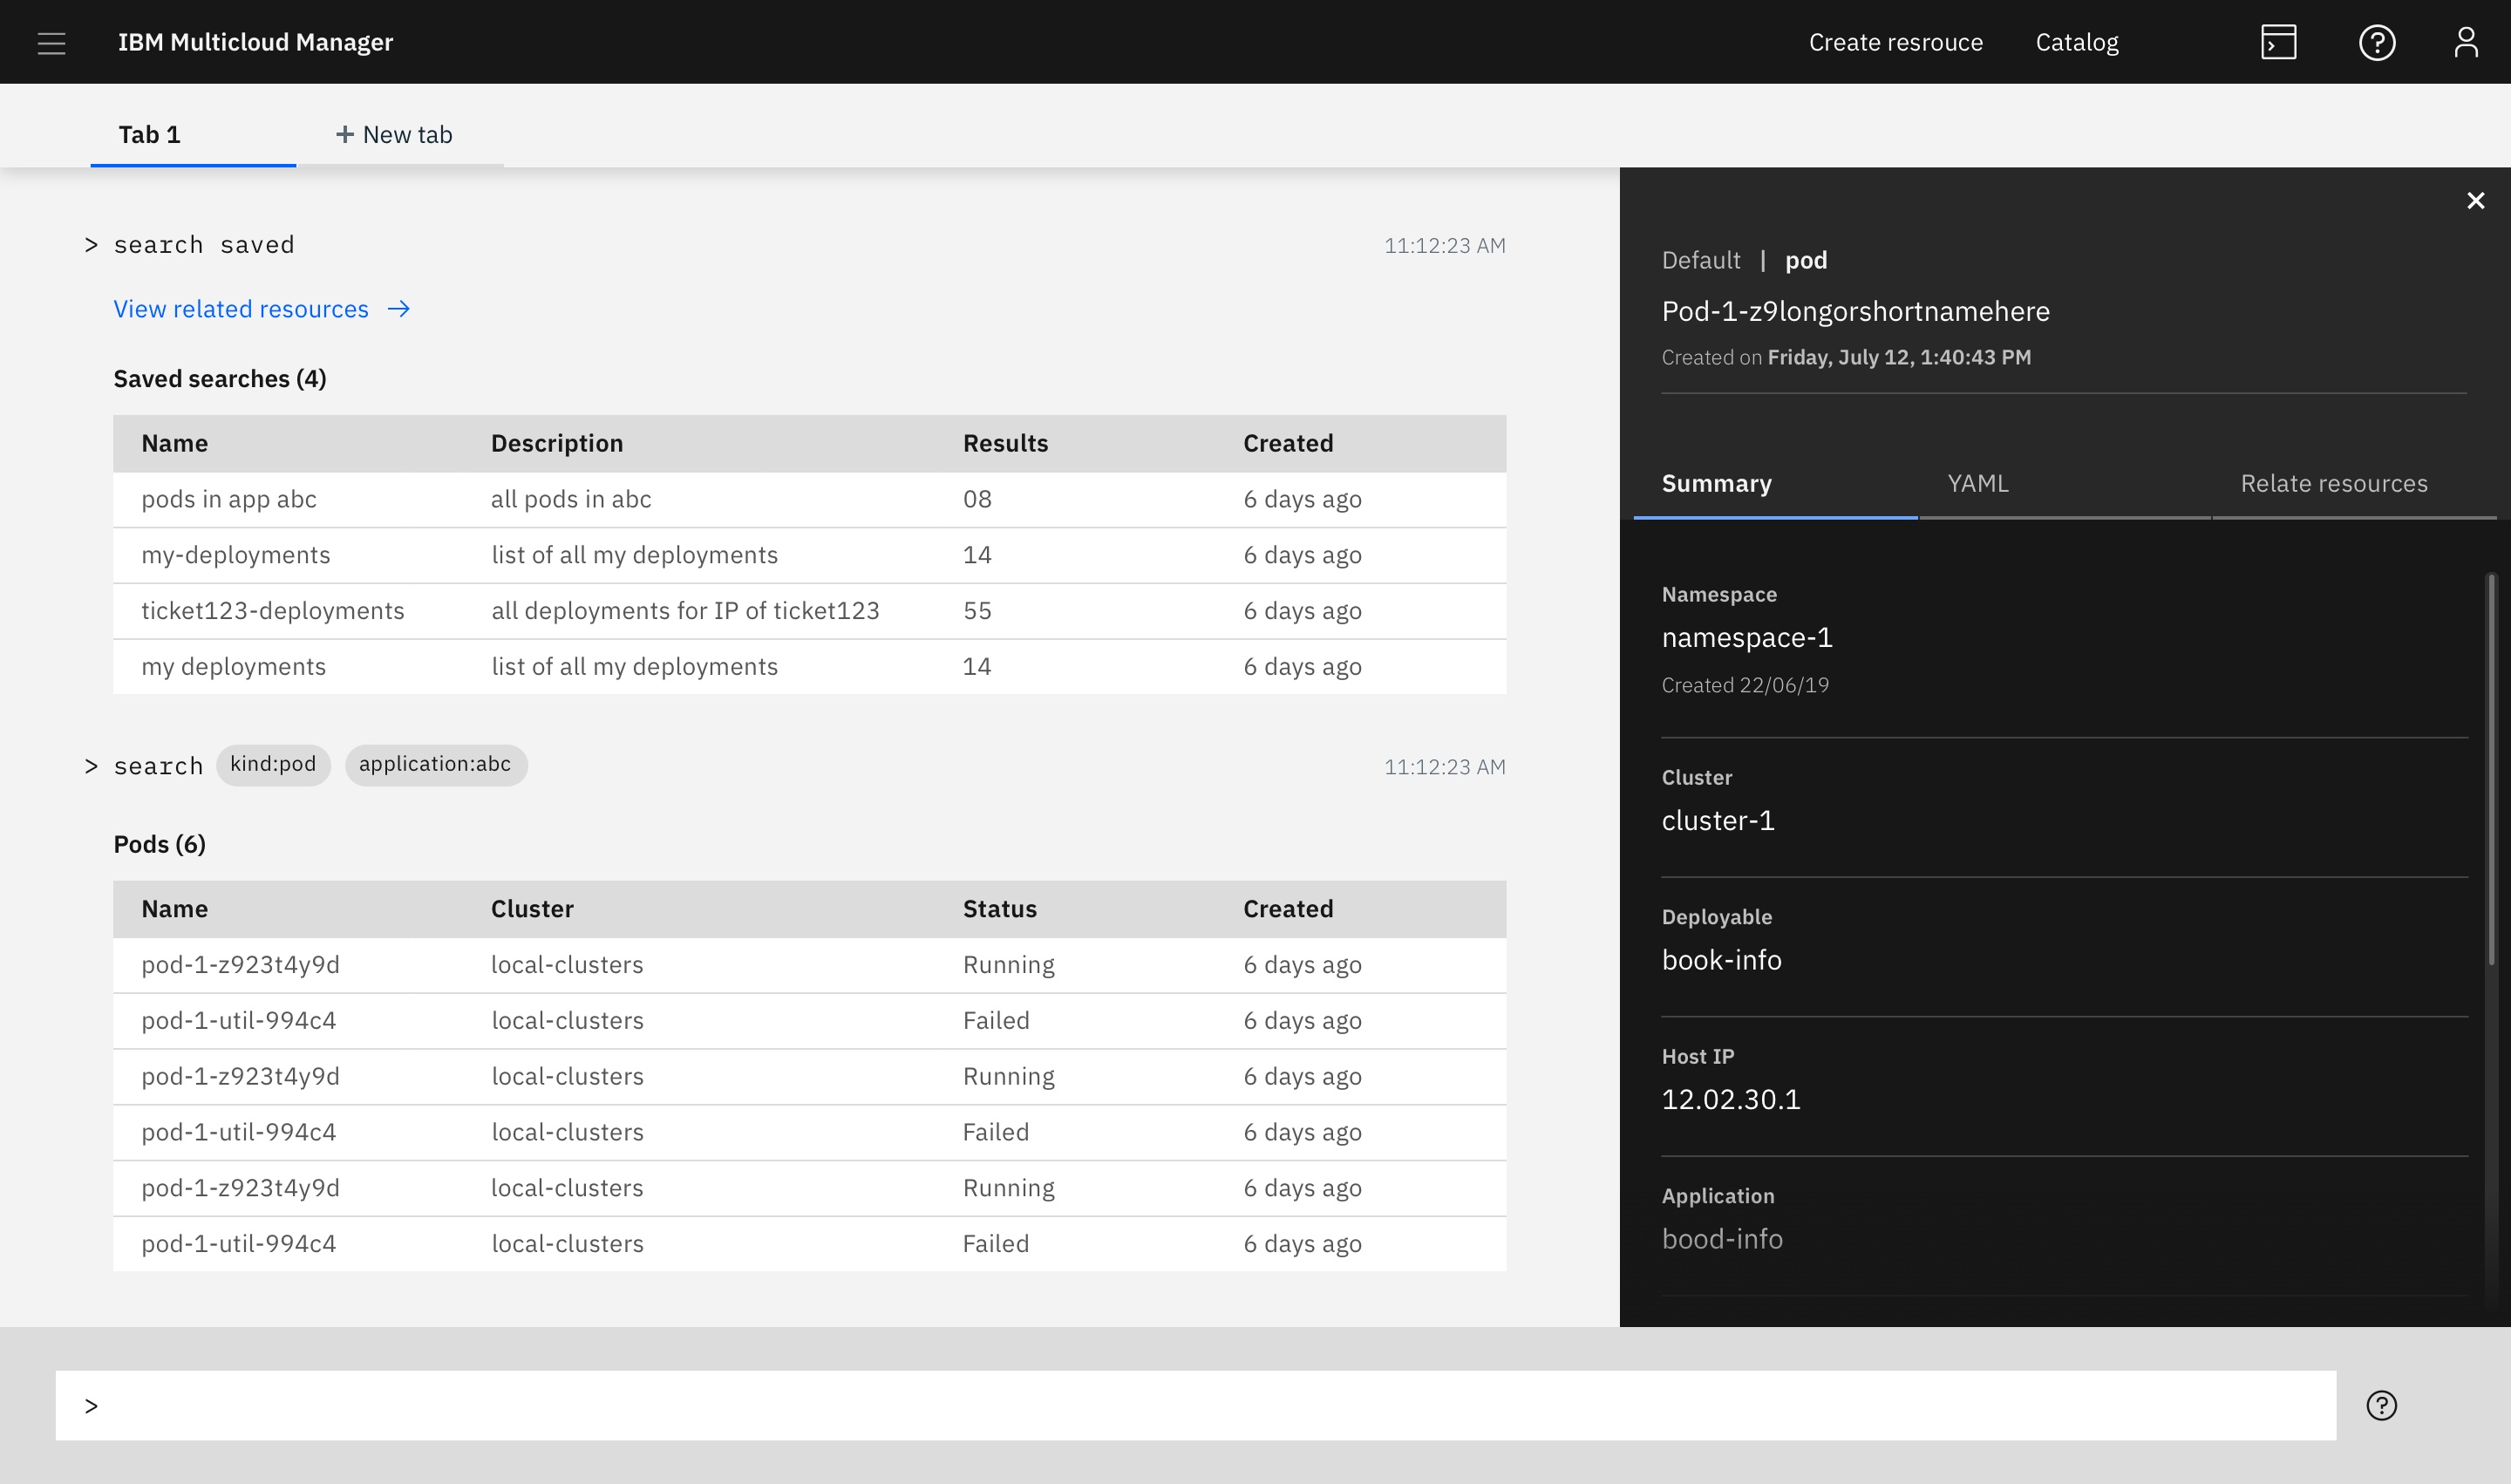 IBM Multicloud Manager
Create resrouce
Catalog
Tab 1
+ New tab
> search saved
11:12:23 AM
View related resources →
Saved searches (4)
Name Description Results Created
pods in app abc all pods in abc 08 6 days ago
my-deployments list of all my deployments 14 6 days ago
ticket123-deployments all deployments for IP of ticket123 55 6 days ago
my deployments list of all my deployments 14 6 days ago
> search kind:pod application:abc
11:12:23 AM
Pods (6)
Name Cluster Status Created
pod-1-z923t4y9d local-clusters Running 6 days ago
pod-1-util-994c4 local-clusters Failed 6 days ago
pod-1-z923t4y9d local-clusters Running 6 days ago
pod-1-util-994c4 local-clusters Failed 6 days ago
pod-1-z923t4y9d local-clusters Running 6 days ago
pod-1-util-994c4 local-clusters Failed 6 days ago
Default | pod
Pod-1-z9longorshortnamehere
Created on Friday, July 12, 1:40:43 PM
Summary YAML Relate resources
Namespace
namespace-1
Created 22/06/19
Cluster
cluster-1
Deployable
book-info
Host IP
12.02.30.1
Application
bood-info
>